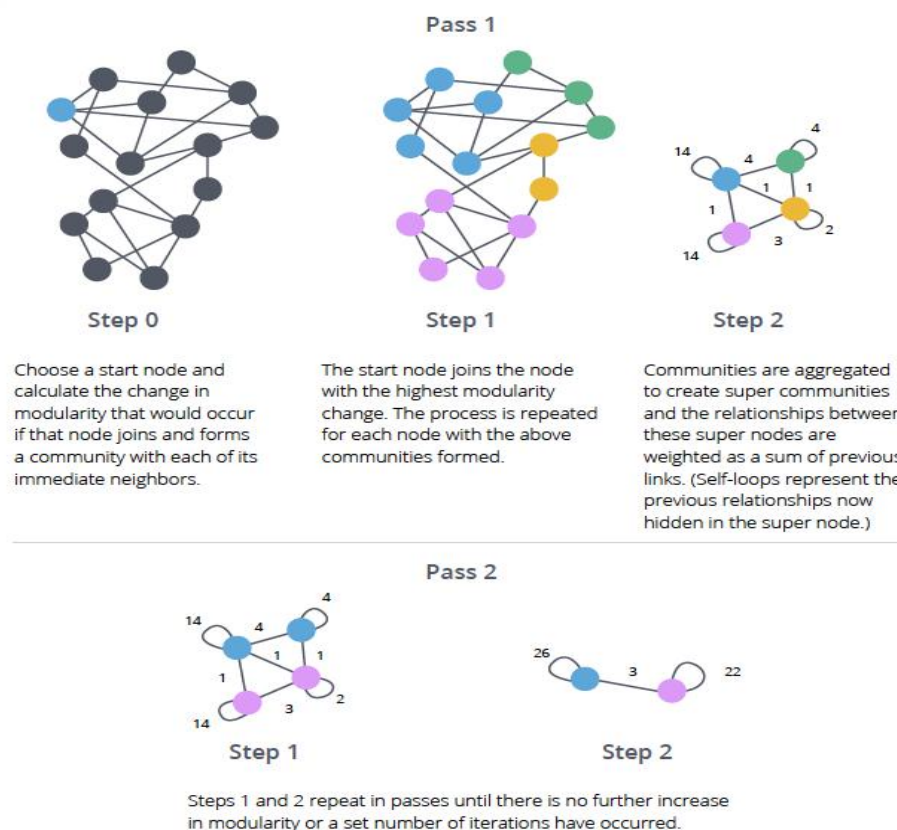 Pass 1
14
4
4
1
1
1
14
3
2
Step 0
Step 1
Step 2
Choose a start node and
calculate the change in
modularity that would occur
if that node joins and forms
a community with each of its
immediate neighbors.
The start node joins the node
with the highest modularity
change. The process is repeated
for each node with the above
communities formed.
Communities are aggregated
to create super communities
and the relationships between
these super nodes are
weighted as a sum of previous
links. (Self-loops represent the
previous relationships now
hidden in the super node.)
Pass 2
14
4
4
1
1
1
14
3
2
26
3
22
Step 1
Step 2
Steps 1 and 2 repeat in passes until there is no further increase
in modularity or a set number of iterations have occurred.